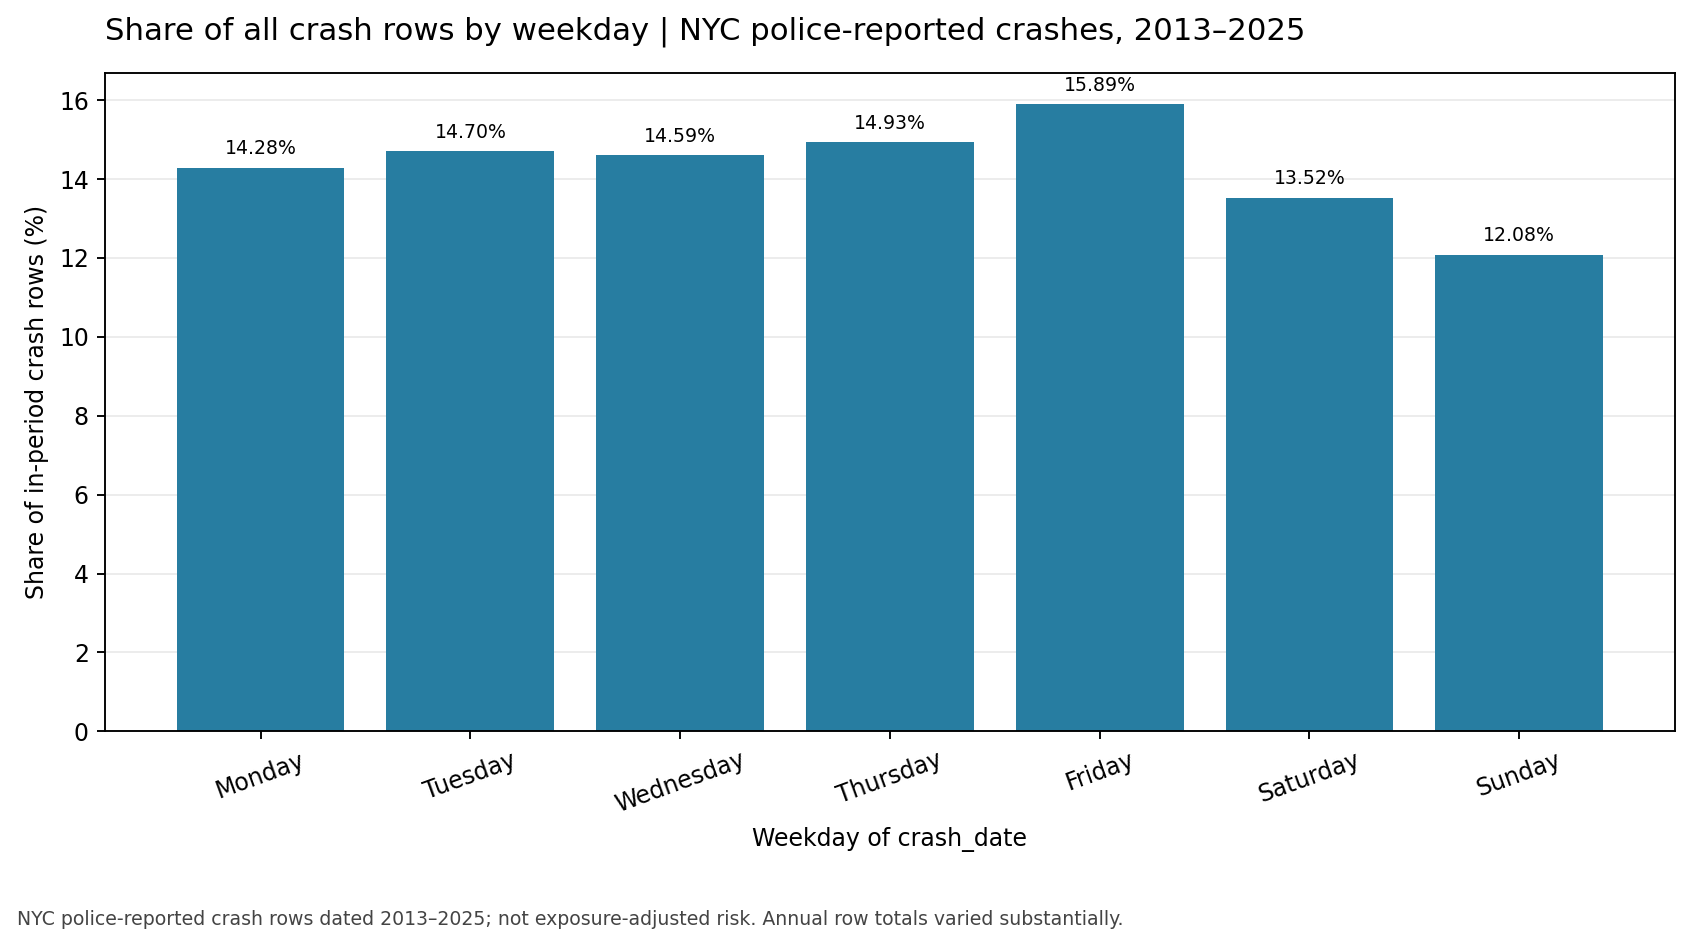 Share of all crash rows by weekday | NYC police-reported crashes, 2013–2025
Share of in-period crash rows (%)
16
14
12
10
8
6
4
2
0
14.28%
14.70%
14.59%
14.93%
15.89%
13.52%
12.08%
Monday
Tuesday
Wednesday
Thursday
Friday
Saturday
Sunday
Weekday of crash_date
NYC police-reported crash rows dated 2013–2025; not exposure-adjusted risk. Annual row totals varied substantially.